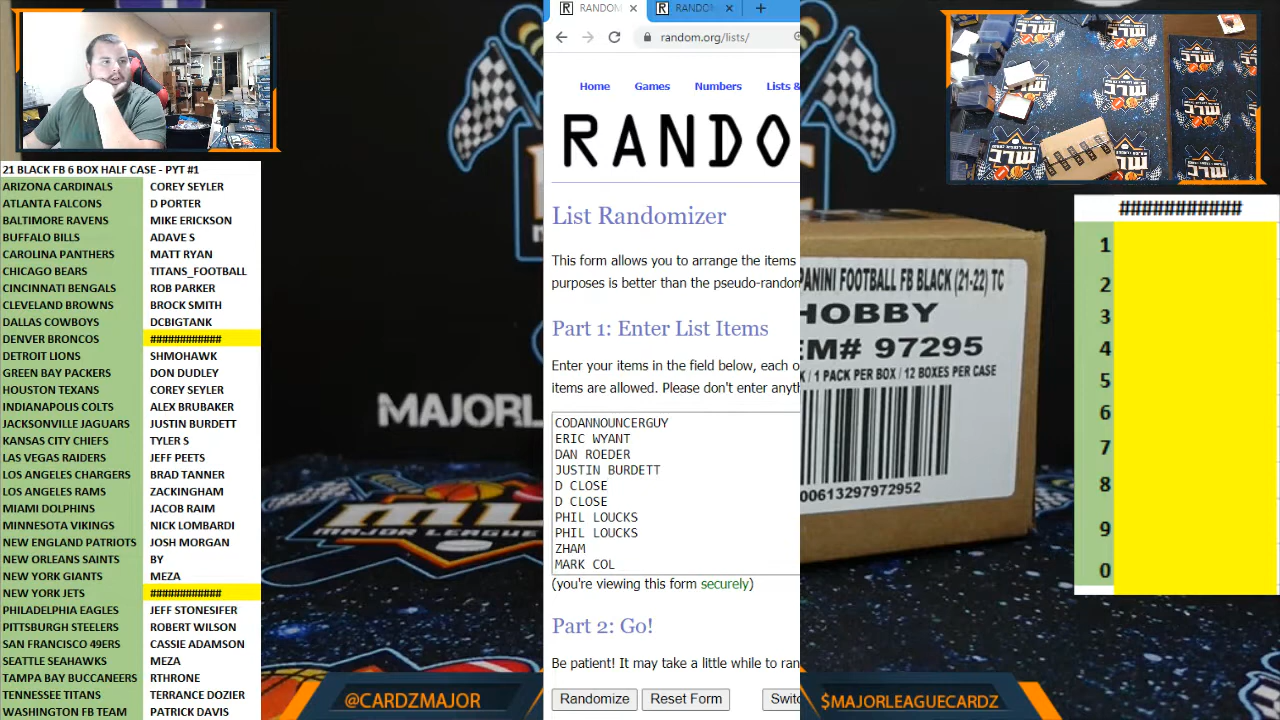 21 BLACK FB 6 BOX HALF CASE - PYT #1
ARIZONA CARDINALS COREY SEYLER
ATLANTA FALCONS D PORTER
BALTIMORE RAVENS MIKE ERICKSON
BUFFALO BILLS ADAVE S
CAROLINA PANTHERS MATT RYAN
CHICAGO BEARS TITANS_FOOTBALL
CINCINNATI BENGALS ROB PARKER
CLEVELAND BROWNS BROCK SMITH
DALLAS COWBOYS DCBIGTANK
DENVER BRONCOS ############
DETROIT LIONS SHMOHAWK
GREEN BAY PACKERS DON DUDLEY
HOUSTON TEXANS COREY SEYLER
INDIANAPOLIS COLTS ALEX BRUBAKER
JACKSONVILLE JAGUARS JUSTIN BURDETT
KANSAS CITY CHIEFS TYLER S
LAS VEGAS RAIDERS JEFF PEETS
LOS ANGELES CHARGERS BRAD TANNER
LOS ANGELES RAMS ZACKINGHAM
MIAMI DOLPHINS JACOB RAIM
MINNESOTA VIKINGS NICK LOMBARDI
NEW ENGLAND PATRIOTS JOSH MORGAN
NEW ORLEANS SAINTS BY
NEW YORK GIANTS MEZA
NEW YORK JETS ############
PHILADELPHIA EAGLES JEFF STONESIFER
PITTSBURGH STEELERS ROBERT WILSON
SAN FRANCISCO 49ERS CASSIE ADAMSON
SEATTLE SEAHAWKS MEZA
TAMPA BAY BUCCANEERS RTHRONE
TENNESSEE TITANS TERRANCE DOZIER
WASHINGTON FB TEAM PATRICK DAVIS
MAJORL
MAJOR LEAGUE
@CARDZMAJOR
RANDOM
RANDOM
random.org/lists/
Home Games Numbers Lists &
RANDO
List Randomizer
This form allows you to arrange the items
purposes is better than the pseudo-random
Part 1: Enter List Items
Enter your items in the field below, each o
items are allowed. Please don't enter anyth
CODANNOUNCERGUY
ERIC WYANT
DAN ROEDER
JUSTIN BURDETT
D CLOSE
D CLOSE
PHIL LOUCKS
PHIL LOUCKS
ZHAM
MARK COL
(you're viewing this form securely)
Part 2: Go!
Be patient! It may take a little while to ran
Randomize Reset Form Switc
PANINI FOOTBALL FB BLACK (21-22) TC
HOBBY
EM# 97295
/ 1 PACK PER BOX / 12 BOXES PER CASE
00613297972952
$MAJORLEAGUECARDZ
###########
1
2
3
4
5
6
7
8
9
0